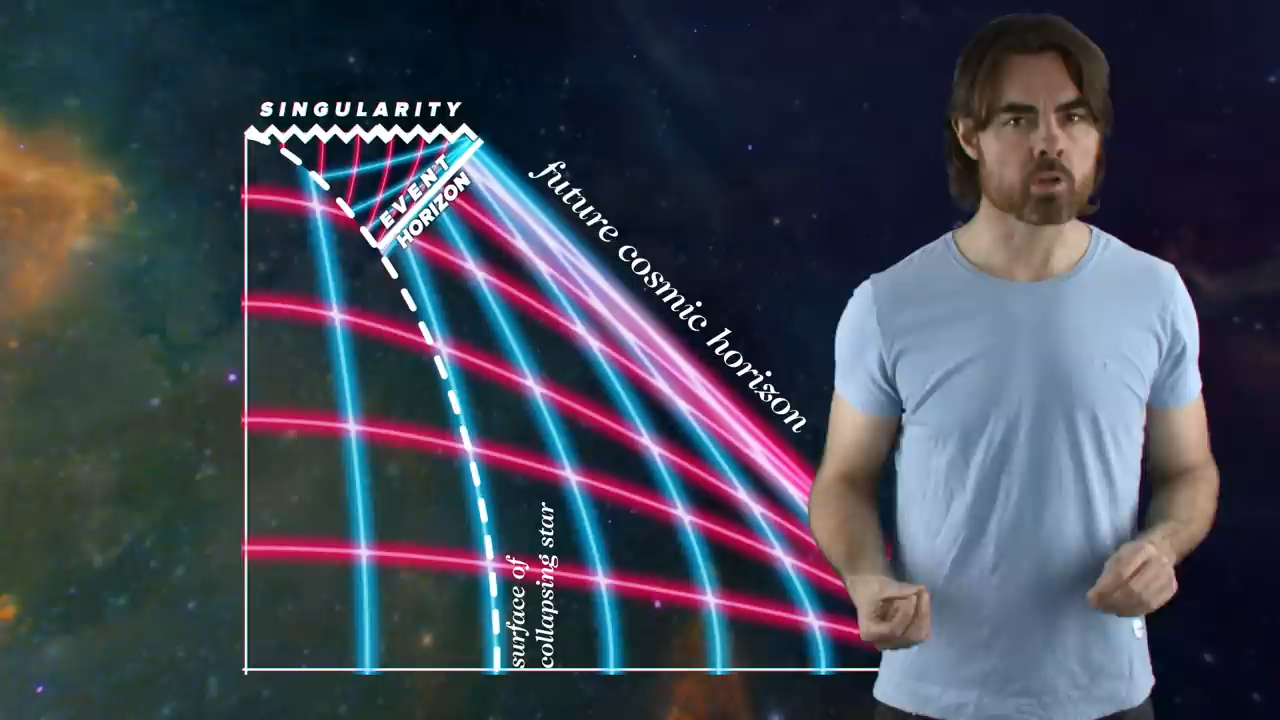 SINGULARITY
EVENT
HORIZON
future cosmic horizon
surface of
collapsing star